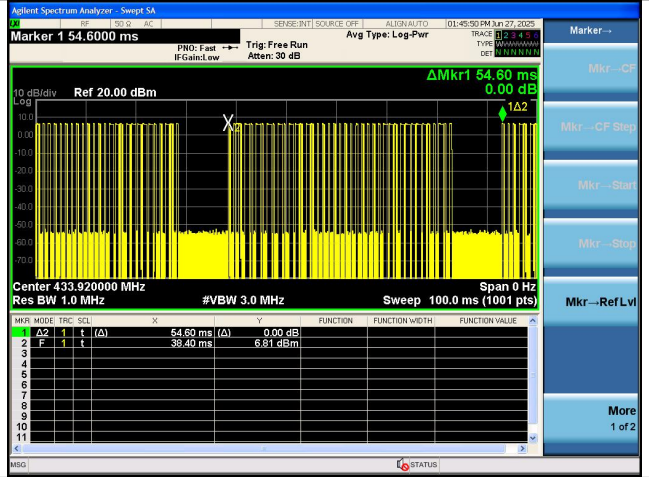 Agilent Spectrum Analyzer - Swept SA
RF 50 Ω AC SENSE:INT SOURCE OFF ALIGNAUTO 01:45:50 PM Jun 27, 2025
Marker 1 54.6000 ms
PNO: Fast
IFGain:Low
Trig: Free Run
Atten: 30 dB
Avg Type: Log-Pwr
TRACE 1 2 3 4 5 6
TYPE
DET N N N N N N
Marker→
Mkr→CF
Mkr→CF Step
Mkr→Start
Mkr→Stop
Mkr→Ref Lvl
More
1 of 2
ΔMkr1 54.60 ms
0.00 dB
10 dB/div Ref 20.00 dBm
Log
1Δ2
10.0
0.00
-10.0
-20.0
-30.0
-40.0
-50.0
-60.0
-70.0
X2
Center 433.920000 MHz Span 0 Hz
Res BW 1.0 MHz #VBW 3.0 MHz Sweep 100.0 ms (1001 pts)
MKR MODE TRC SCL X Y FUNCTION FUNCTION WIDTH FUNCTION VALUE
1 Δ2 1 t (Δ) 54.60 ms (Δ) 0.00 dB
2 F 1 t 38.40 ms 6.81 dBm
3
4
5
6
7
8
9
10
11
MSG STATUS